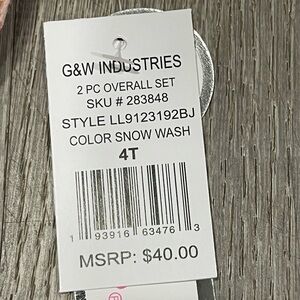 G&W INDUSTRIES
2 PC OVERALL SET
SKU # 283848
STYLE LL9123192BJ
COLOR SNOW WASH
4T
1 93916 63476 3
MSRP: $40.00